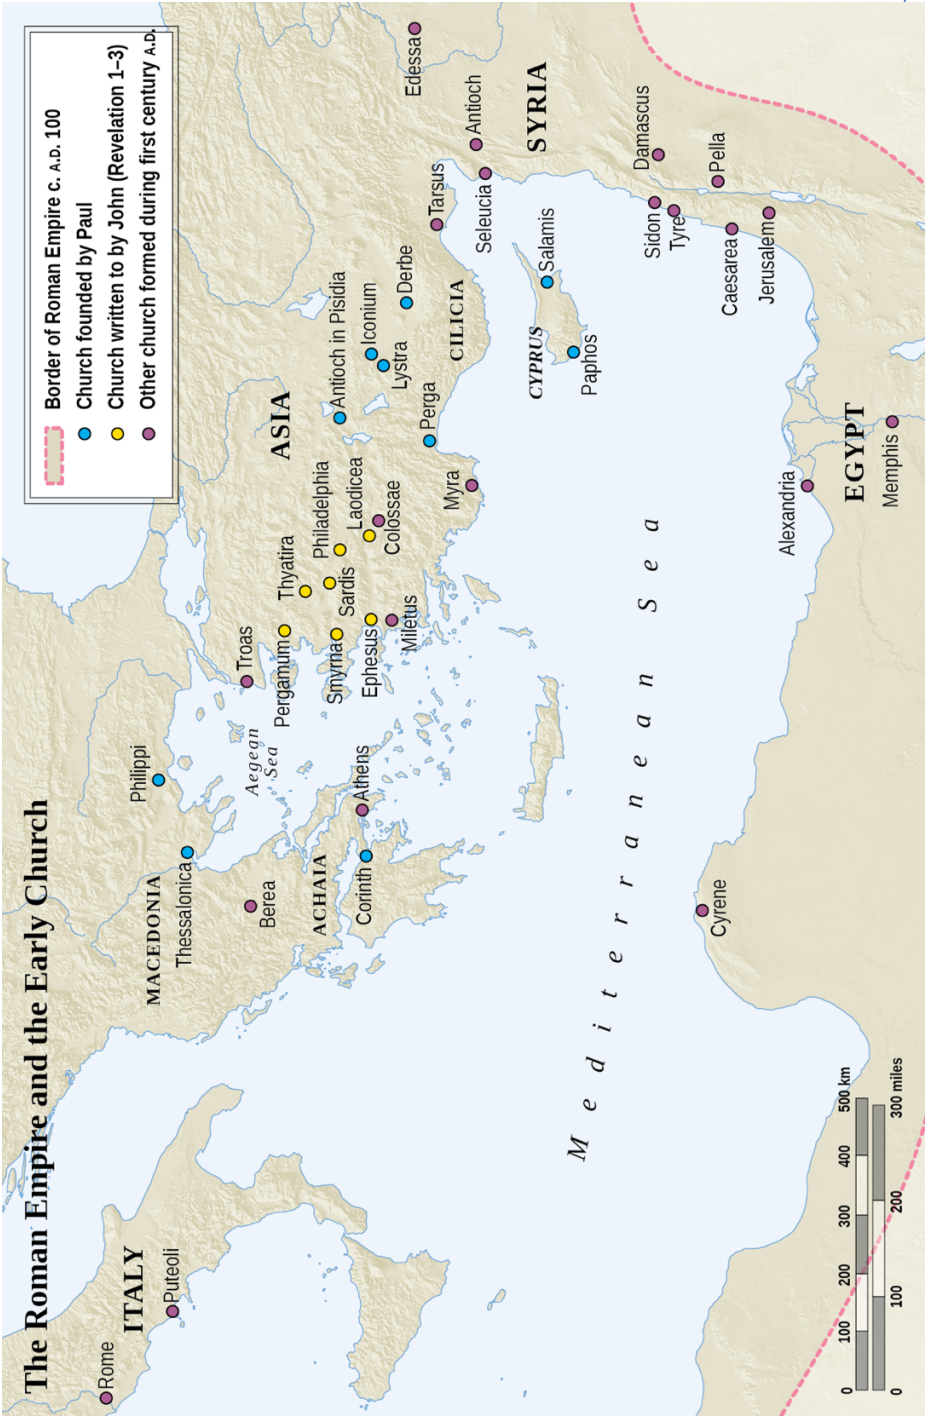 The Roman Empire and the Early Church
Border of Roman Empire C. A.D. 100
Church founded by Paul
Church written to by John (Revelation 1–3)
Other church formed during first century A.D.
ITALY
Rome
Puteoli
MACEDONIA
Philippi
Thessalonica
Berea
ACHAIA
Athens
Corinth
Aegean
Sea
Troas
ASIA
Pergamum
Thyatira
Smyrna
Sardis
Philadelphia
Ephesus
Miletus
Laodicea
Colossae
Antioch in Pisidia
Iconium
Lystra
Derbe
Perga
Myra
CILICIA
Tarsus
Edessa
Antioch
Seleucia
SYRIA
CYPRUS
Salamis
Paphos
Damascus
Sidon
Tyre
Pella
Caesarea
Jerusalem
Mediterranean Sea
Cyrene
Alexandria
EGYPT
Memphis
0 100 200 300 400 500 km
0 100 200 300 miles